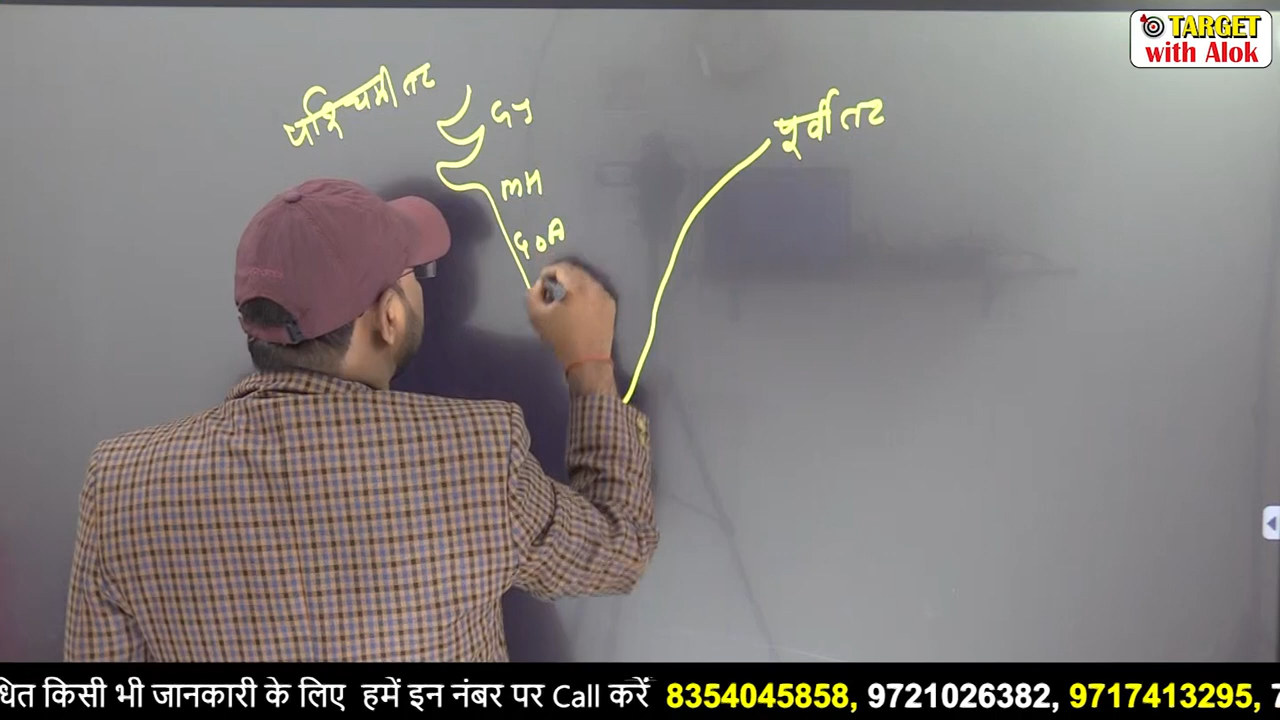 TARGET
with Alok
पश्चिमी तट
GJ
पूर्वी तट
MH
GOA
धित किसी भी जानकारी के लिए हमें इन नंबर पर Call करें 8354045858, 9721026382, 9717413295, 7